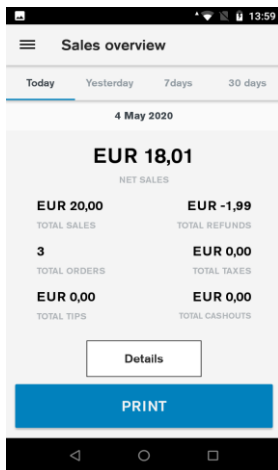 13:59
Sales overview
Today Yesterday 7days 30 days
4 May 2020
EUR 18,01
NET SALES
EUR 20,00 EUR -1,99
TOTAL SALES TOTAL REFUNDS
3 EUR 0,00
TOTAL ORDERS TOTAL TAXES
EUR 0,00 EUR 0,00
TOTAL TIPS TOTAL CASHOUTS
Details
PRINT